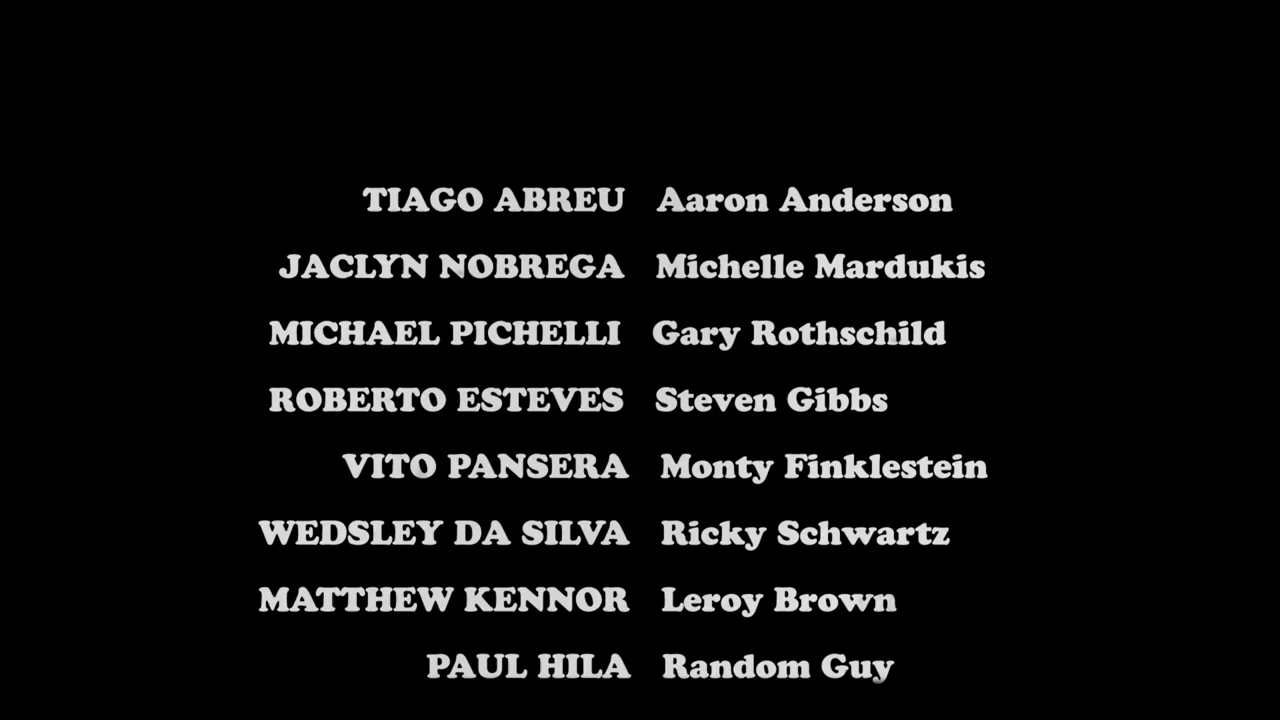 TIAGO ABREU Aaron Anderson
JACLYN NOBREGA Michelle Mardukis
MICHAEL PICHELLI Gary Rothschild
ROBERTO ESTEVES Steven Gibbs
VITO PANSERA Monty Finklestein
WEDSLEY DA SILVA Ricky Schwartz
MATTHEW KENNOR Leroy Brown
PAUL HILA Random Guy